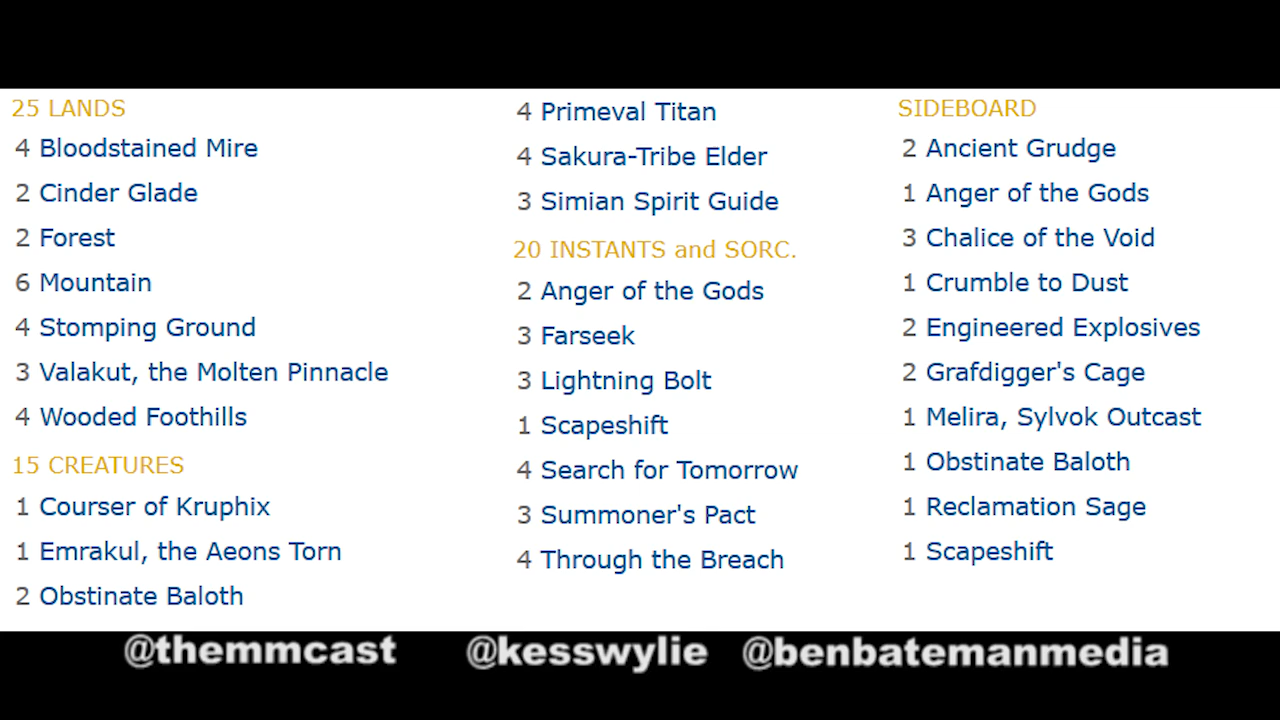 25 LANDS
4 Bloodstained Mire
2 Cinder Glade
2 Forest
6 Mountain
4 Stomping Ground
3 Valakut, the Molten Pinnacle
4 Wooded Foothills
15 CREATURES
1 Courser of Kruphix
1 Emrakul, the Aeons Torn
2 Obstinate Baloth
4 Primeval Titan
4 Sakura-Tribe Elder
3 Simian Spirit Guide
20 INSTANTS and SORC.
2 Anger of the Gods
3 Farseek
3 Lightning Bolt
1 Scapeshift
4 Search for Tomorrow
3 Summoner's Pact
4 Through the Breach
SIDEBOARD
2 Ancient Grudge
1 Anger of the Gods
3 Chalice of the Void
1 Crumble to Dust
2 Engineered Explosives
2 Grafdigger's Cage
1 Melira, Sylvok Outcast
1 Obstinate Baloth
1 Reclamation Sage
1 Scapeshift
@themmcast @kesswylie @benbatemanmedia